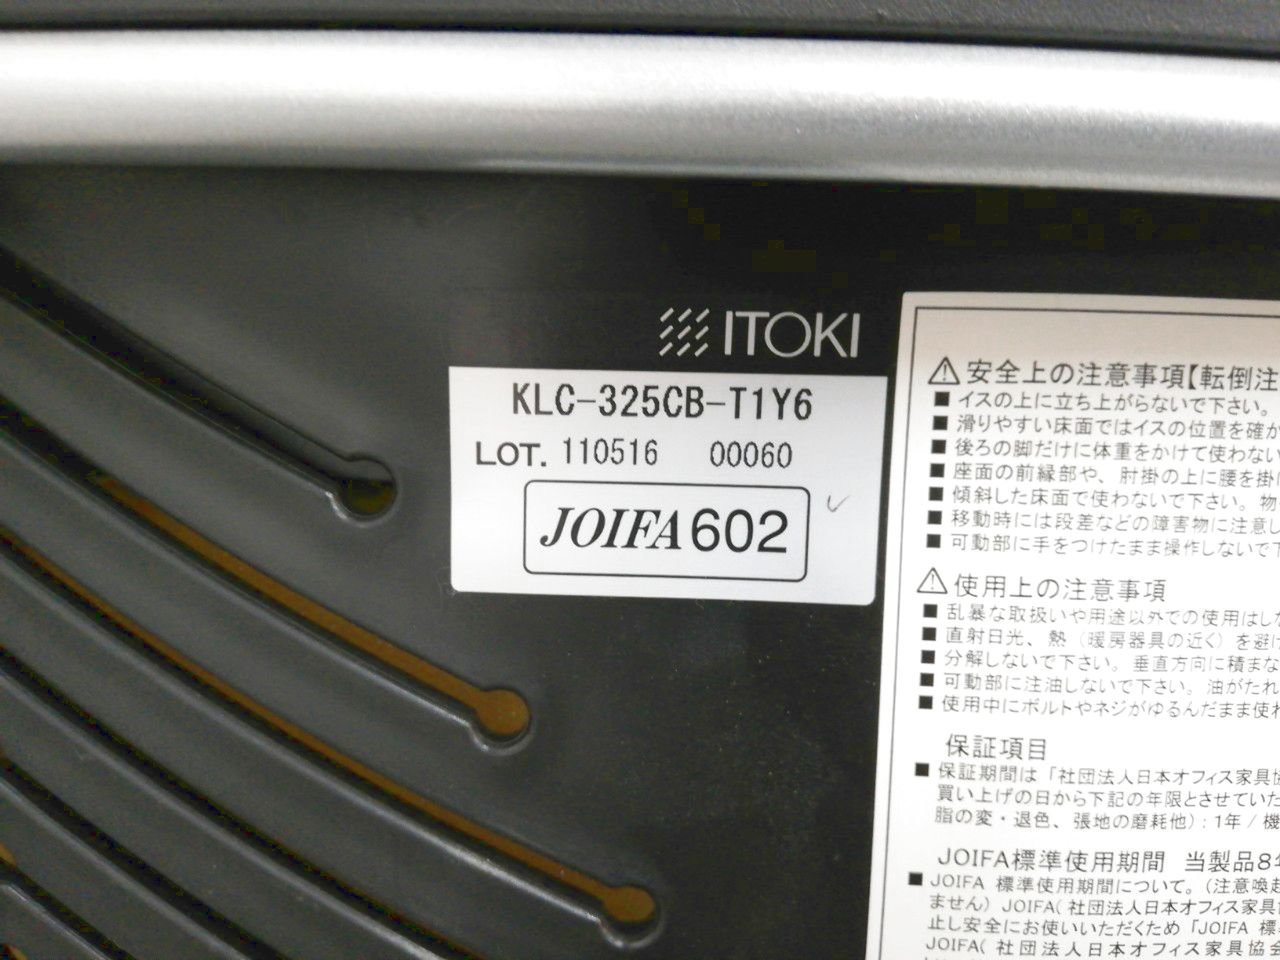 ITOKI
KLC-325CB-T1Y6
LOT. 110516 00060
JOIFA602
⚠安全上の注意事項【転倒注
■ イスの上に立ち上がらないで下さい。
■ 滑りやすい床面ではイスの位置を確か
■ 後ろの脚だけに体重をかけて使わない
■ 座面の前縁部や、肘掛の上に腰を掛け
■ 傾斜した床面で使わないで下さい。物
■ 移動時には段差などの障害物に注意し
■ 可動部に手をつけたまま操作しないで下
⚠使用上の注意事項
■ 乱暴な取扱いや用途以外での使用はしな
■ 直射日光、熱（暖房器具の近く）を避け
■ 分解しないで下さい。垂直方向に積まな
■ 可動部に注油しないで下さい。油がたれ
■ 使用中にボルトやネジがゆるんだまま使わ
保証項目
■ 保証期間は「社団法人日本オフィス家具協
買い上げの日から下記の年限とさせていた
脂の変・退色、張地の磨耗他）: 1年 / 機
JOIFA標準使用期間 当製品8年
■ JOIFA 標準使用期間について。（注意喚起
ません）JOIFA( 社団法人日本オフィス家具
止し安全にお使いいただくため「JOIFA 標
JOIFA( 社団法人日本オフィス家具協会